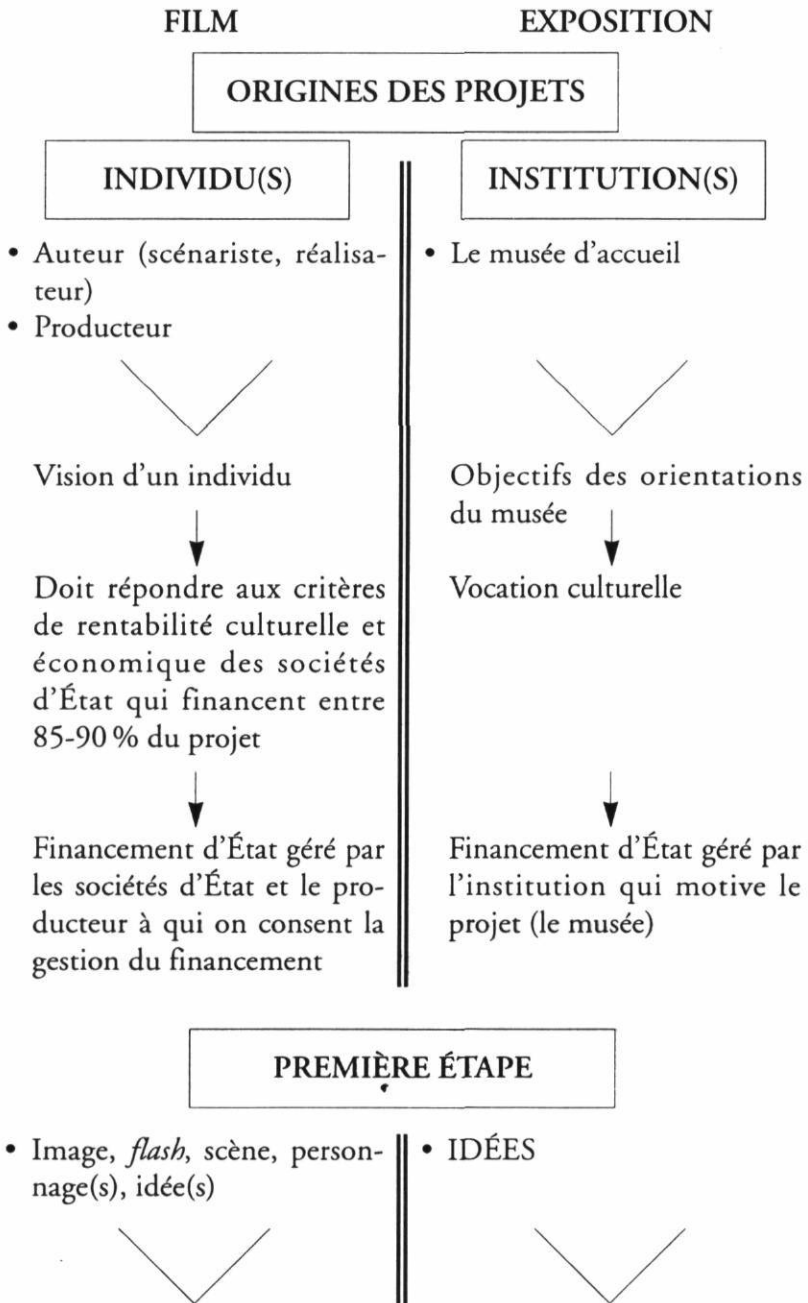 FILM
EXPOSITION
ORIGINES DES PROJETS
INDIVIDU(S)
• Auteur (scénariste, réalisa-
teur)
• Producteur
Vision d'un individu
Doit répondre aux critères
de rentabilité culturelle et
économique des sociétés
d'État qui financent entre
85-90 % du projet
Financement d'État géré par
les sociétés d'État et le pro-
ducteur à qui on consent la
gestion du financement
INSTITUTION(S)
• Le musée d'accueil
Objectifs des orientations
du musée
Vocation culturelle
Financement d'État géré par
l'institution qui motive le
projet (le musée)
PREMIÈRE ÉTAPE
• Image, flash, scène, person-
nage(s), idée(s)
• IDÉES